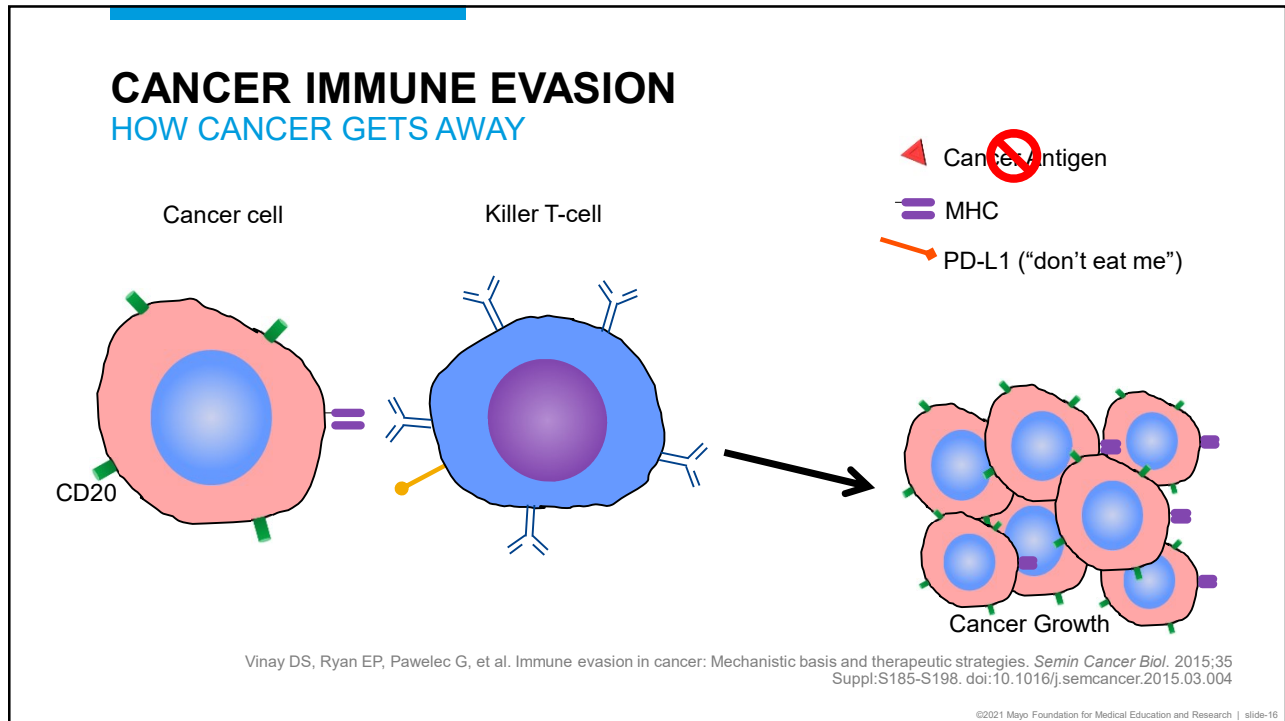 CANCER IMMUNE EVASION
HOW CANCER GETS AWAY
Cancer Antigen
MHC
PD-L1 (“don’t eat me”)
Cancer cell
Killer T-cell
CD20
Cancer Growth
Vinay DS, Ryan EP, Pawelec G, et al. Immune evasion in cancer: Mechanistic basis and therapeutic strategies. Semin Cancer Biol. 2015;35
Suppl:S185-S198. doi:10.1016/j.semcancer.2015.03.004
©2021 Mayo Foundation for Medical Education and Research | slide-16